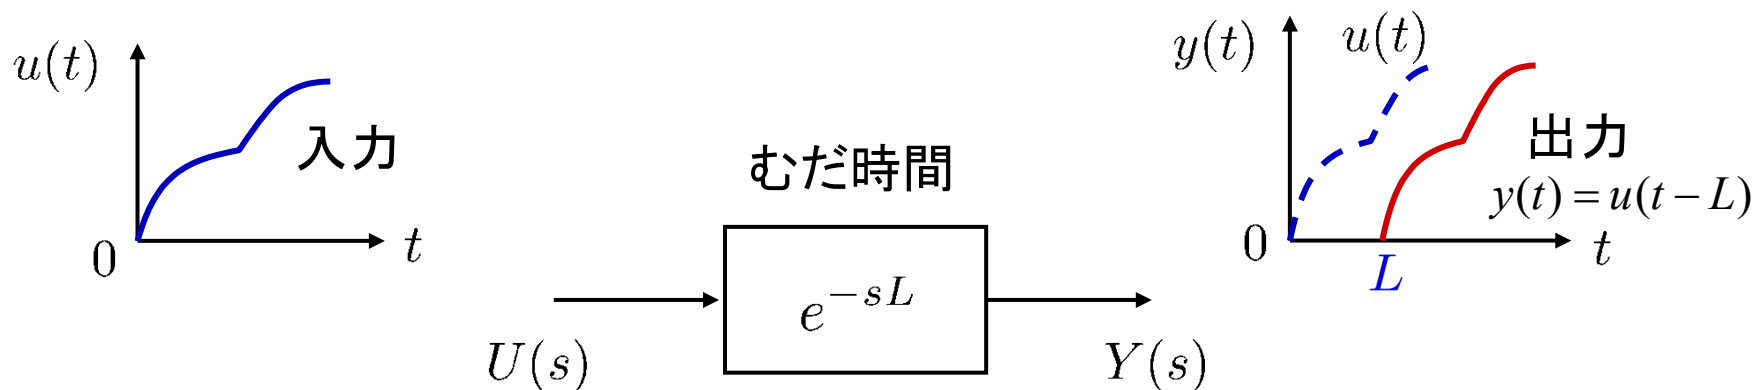 u(t)
入力
0
t
むだ時間
e^{-sL}
U(s)
Y(s)
y(t)
u(t)
出力
y(t) = u(t − L)
0
L
t